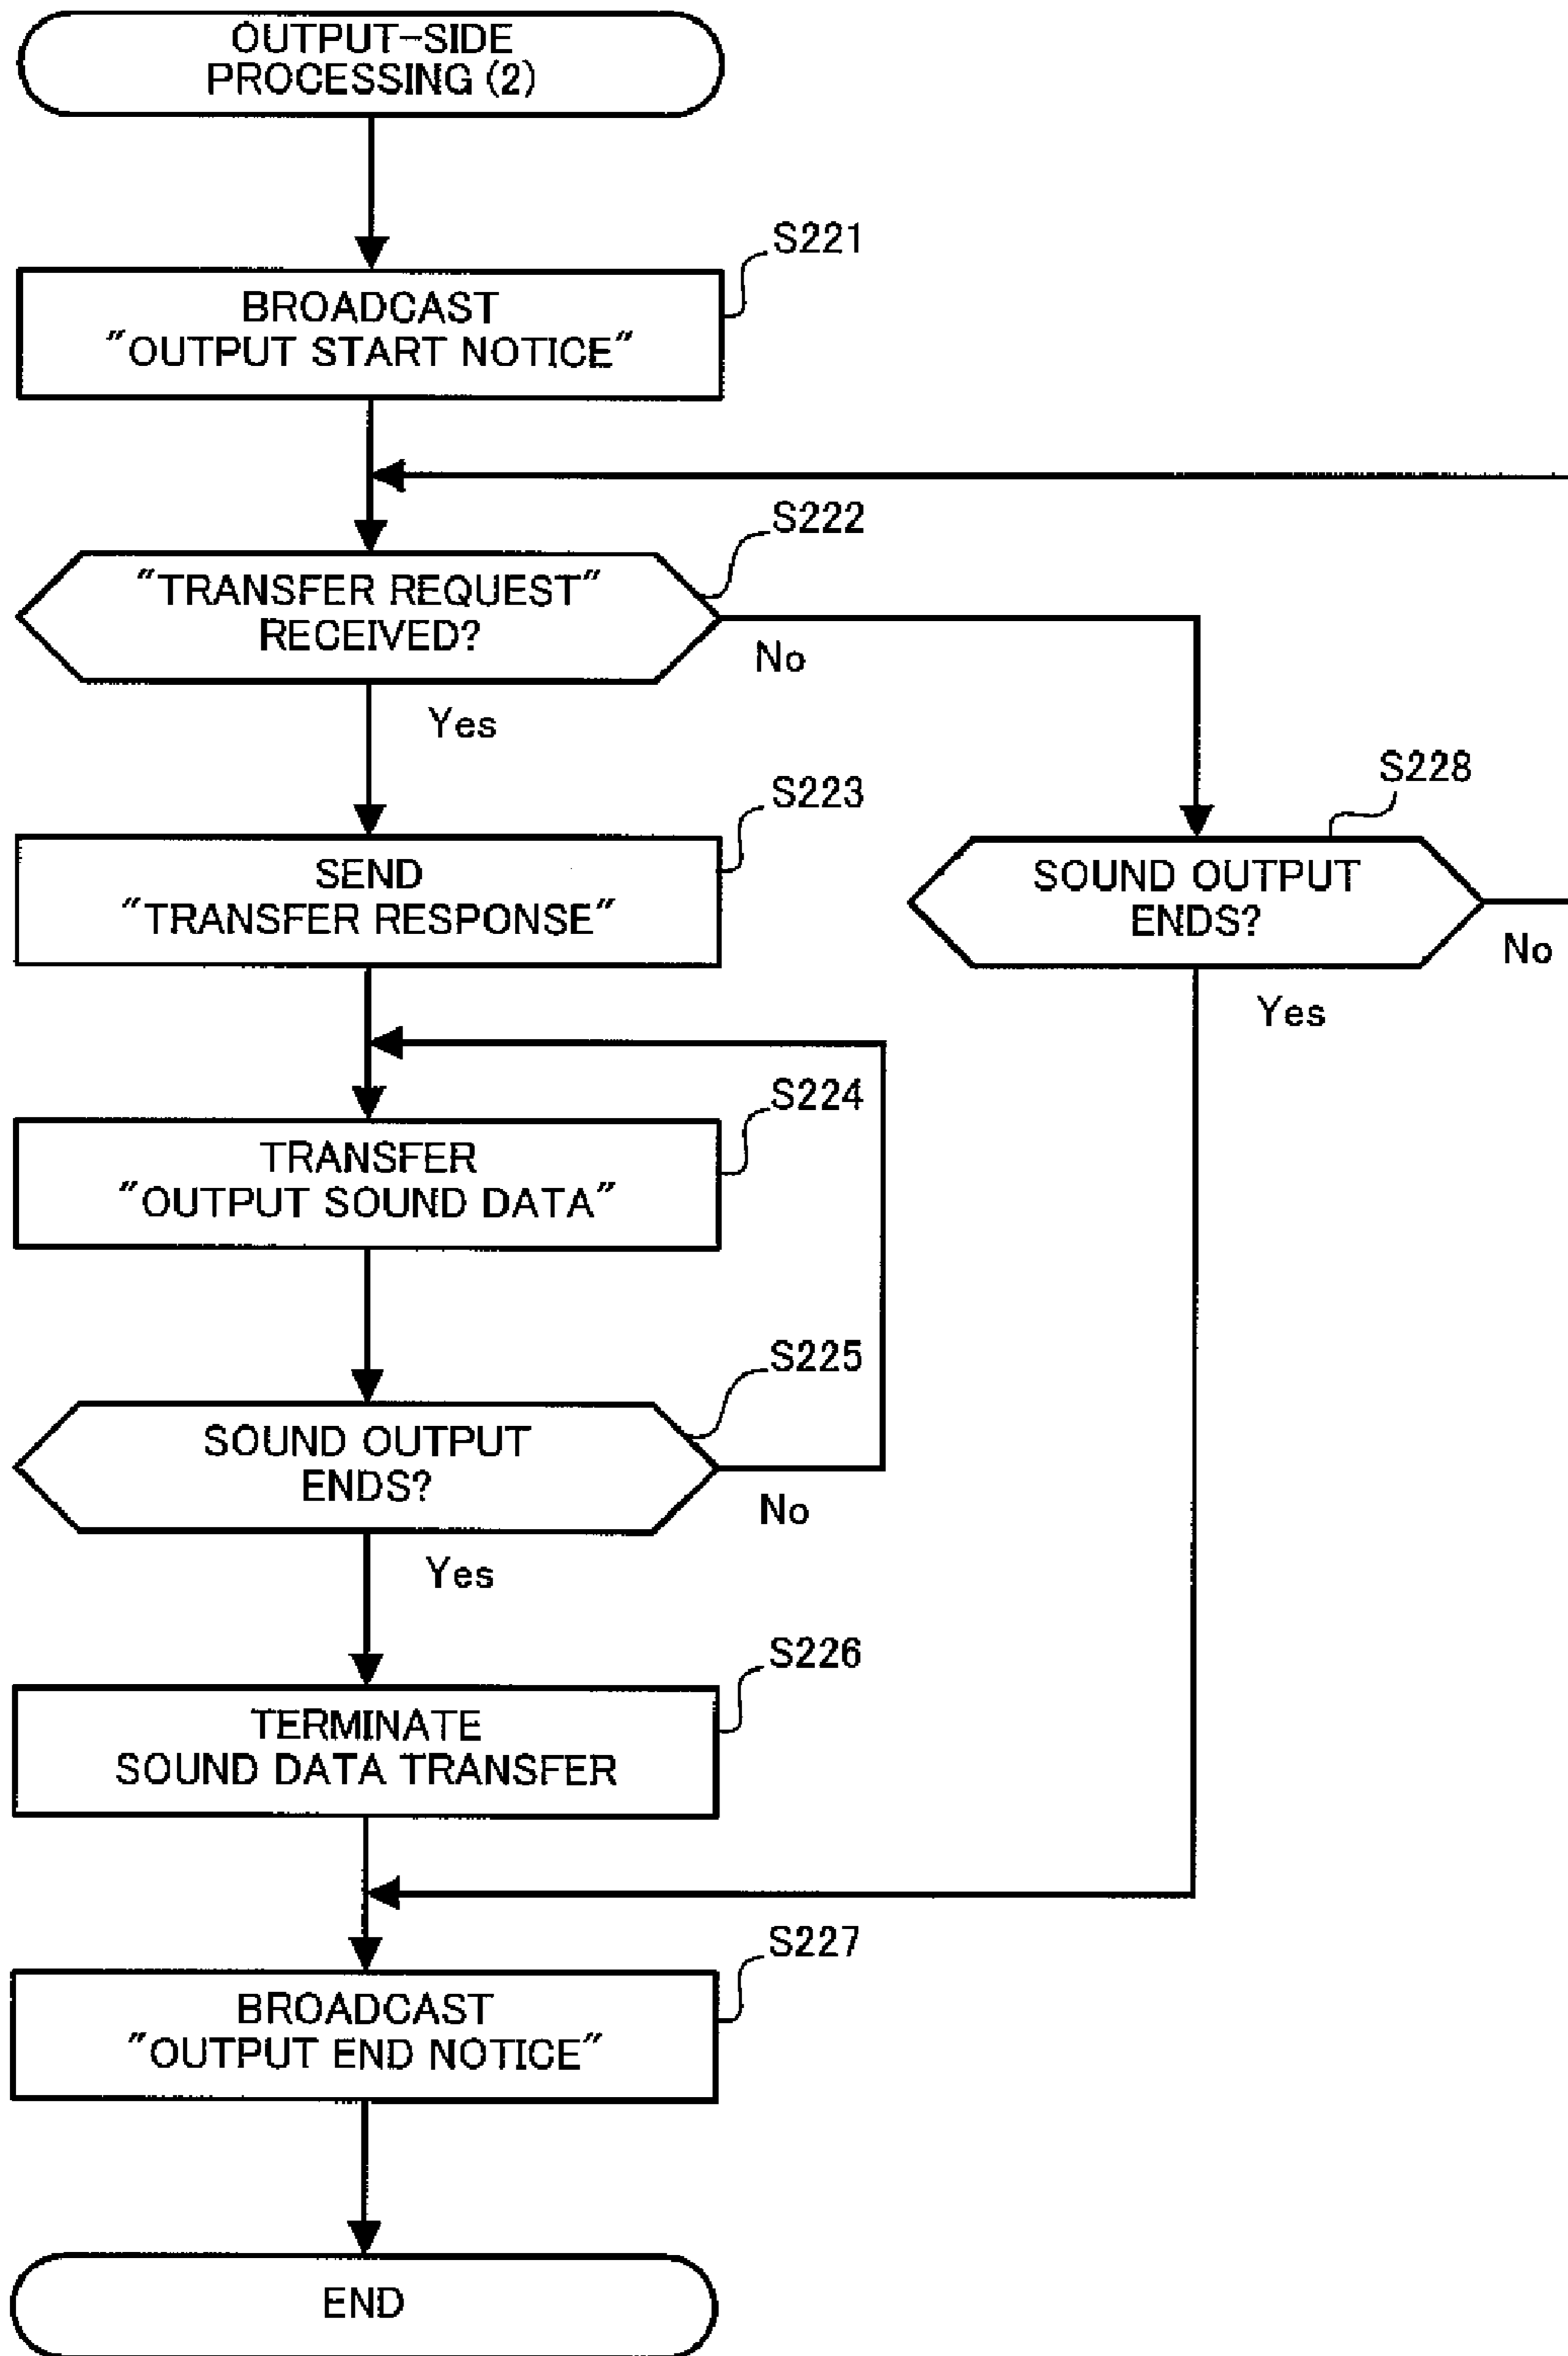 OUTPUT-SIDE
PROCESSING (2)
S221
BROADCAST
"OUTPUT START NOTICE"
S222
"TRANSFER REQUEST"
RECEIVED?
No
Yes
S223
SEND
"TRANSFER RESPONSE"
S228
SOUND OUTPUT
ENDS?
No
Yes
S224
TRANSFER
"OUTPUT SOUND DATA"
S225
SOUND OUTPUT
ENDS?
No
Yes
S226
TERMINATE
SOUND DATA TRANSFER
S227
BROADCAST
"OUTPUT END NOTICE"
END